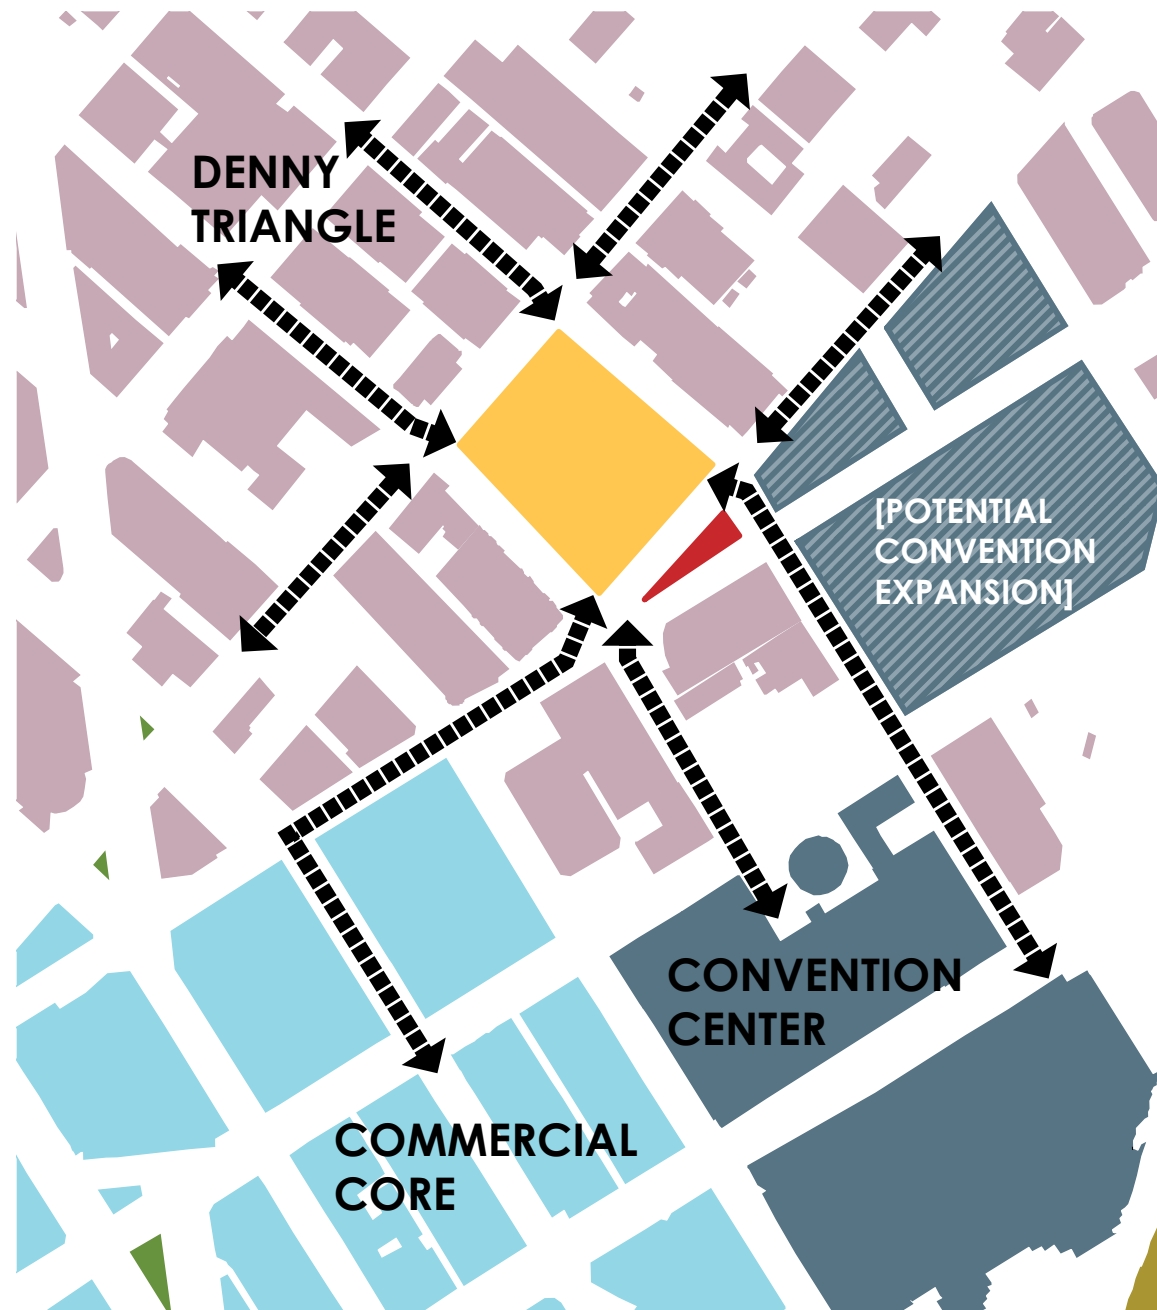 DENNY
TRIANGLE
[POTENTIAL
CONVENTION
EXPANSION]
CONVENTION
CENTER
COMMERCIAL
CORE